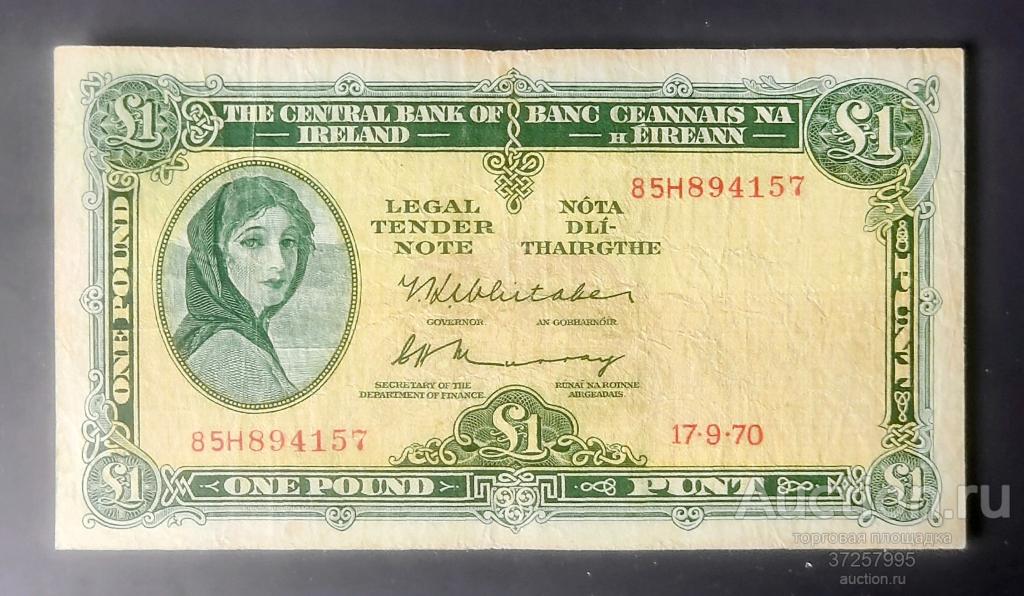 £1
THE CENTRAL BANK OF IRELAND
BANC CEANNAIS NA hÉIREANN
£1
85H894157
LEGAL TENDER NOTE
NÓTA DLÍ-THAIRGTHE
ONE POUND
GOVERNOR.
AN GOBHARNÓIR.
SECRETARY OF THE DEPARTMENT OF FINANCE.
RÚNAÍ NA ROINNE AIRGEADAIS.
85H894157
£1
17·9·70
£1
ONE POUND
PUNT
£1
Auction.ru
торговая площадка
37257995
auction.ru